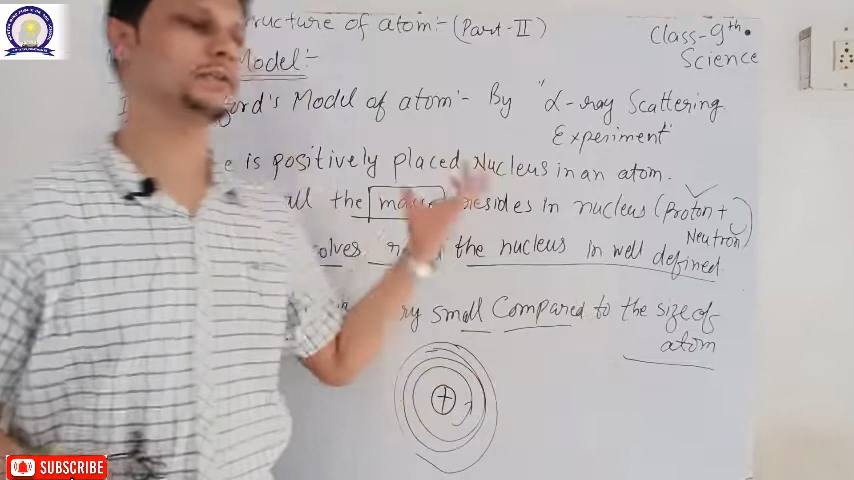 ructure of atom:- (Part-II)
Class-9th.
Science
Model:-
ford's Model of atom:- By "α-ray Scattering
Experiment"
e is positively placed Nucleus in an atom.
all the mass resides in nucleus (Proton +
Neutron)
olves the nucleus in well defined
ry small Compared to the size of
atom
+
SUBSCRIBE